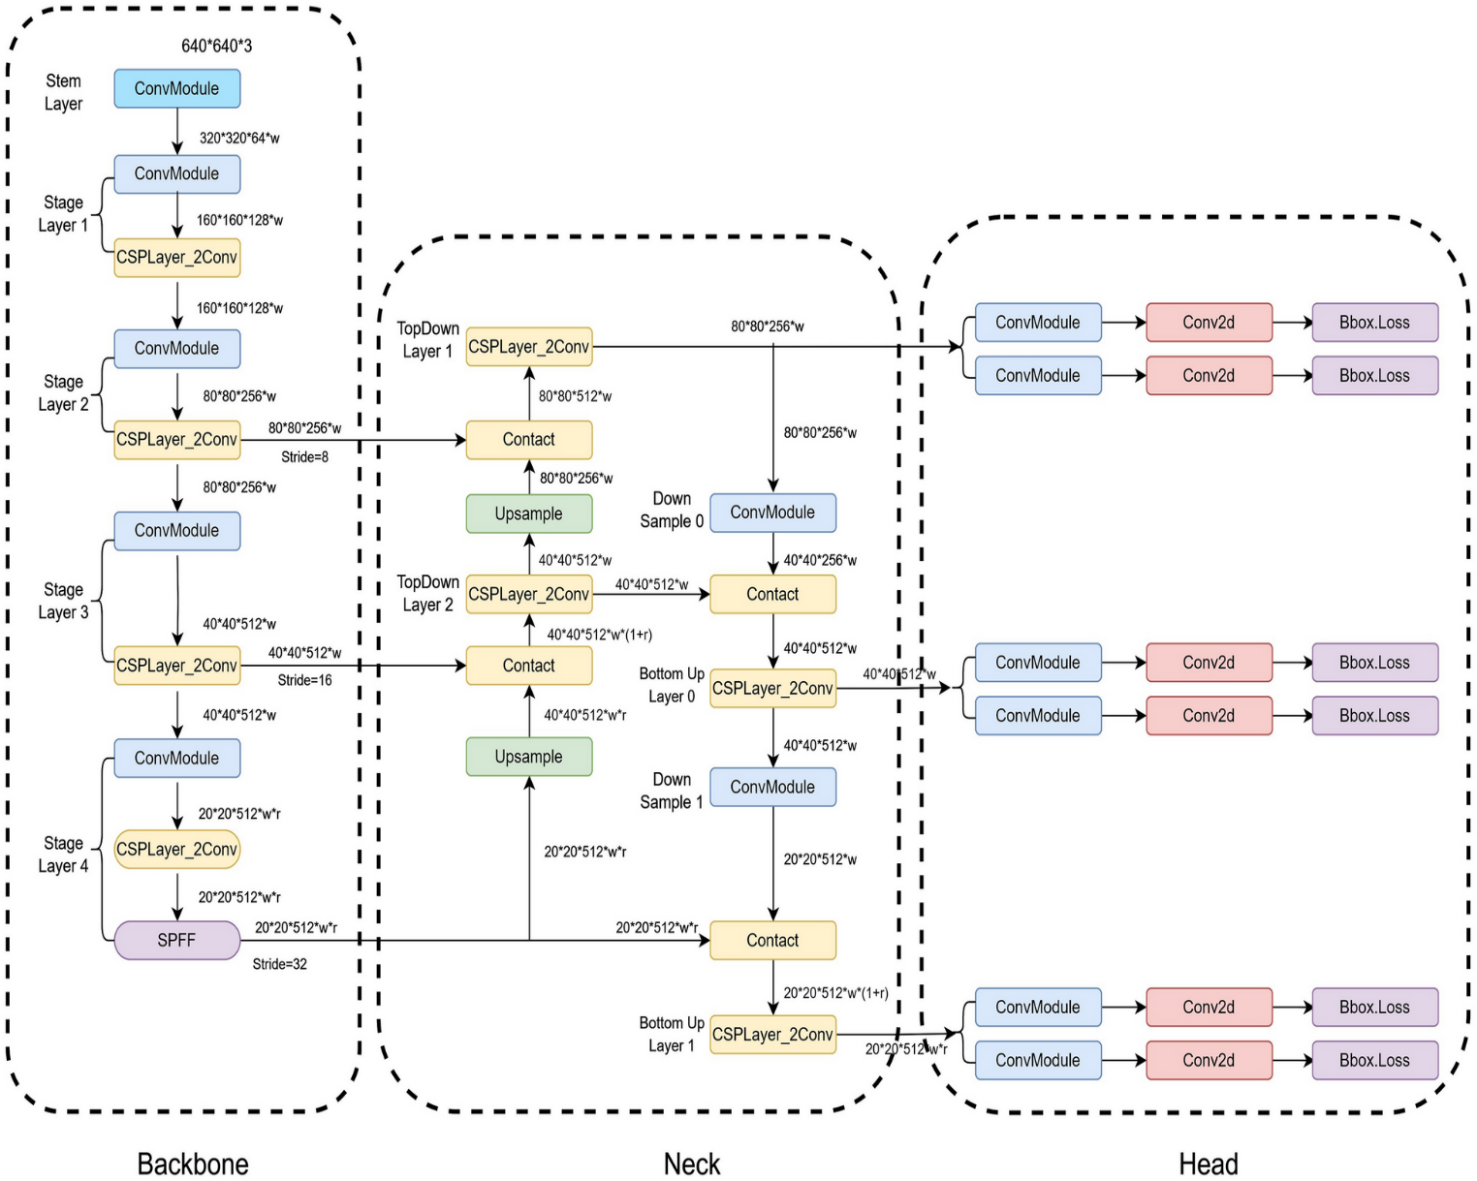 640*640*3
Stem
Layer
ConvModule
320*320*64*w
ConvModule
Stage
Layer 1
160*160*128*w
CSPLayer_2Conv
160*160*128*w
ConvModule
Stage
Layer 2
80*80*256*w
CSPLayer_2Conv
80*80*256*w
Stride=8
80*80*256*w
ConvModule
Stage
Layer 3
40*40*512*w
CSPLayer_2Conv
40*40*512*w
Stride=16
40*40*512*w
ConvModule
20*20*512*w*r
Stage
Layer 4
CSPLayer_2Conv
20*20*512*w*r
SPFF
20*20*512*w*r
Stride=32
Backbone
TopDown
Layer 1
CSPLayer_2Conv
80*80*256*w
80*80*512*w
Contact
80*80*256*w
80*80*256*w
Upsample
Down
Sample 0
ConvModule
40*40*512*w
40*40*256*w
TopDown
Layer 2
CSPLayer_2Conv
40*40*512*w
Contact
40*40*512*w*(1+r)
40*40*512*w
Contact
Bottom Up
Layer 0
CSPLayer_2Conv
40*40*512*w
40*40*512*w*r
40*40*512*w
Upsample
Down
Sample 1
ConvModule
20*20*512*w*r
20*20*512*w
20*20*512*w*r
Contact
20*20*512*w*(1+r)
Bottom Up
Layer 1
CSPLayer_2Conv
20*20*512*w*r
Neck
ConvModule
Conv2d
Bbox.Loss
ConvModule
Conv2d
Bbox.Loss
ConvModule
Conv2d
Bbox.Loss
ConvModule
Conv2d
Bbox.Loss
ConvModule
Conv2d
Bbox.Loss
ConvModule
Conv2d
Bbox.Loss
Head